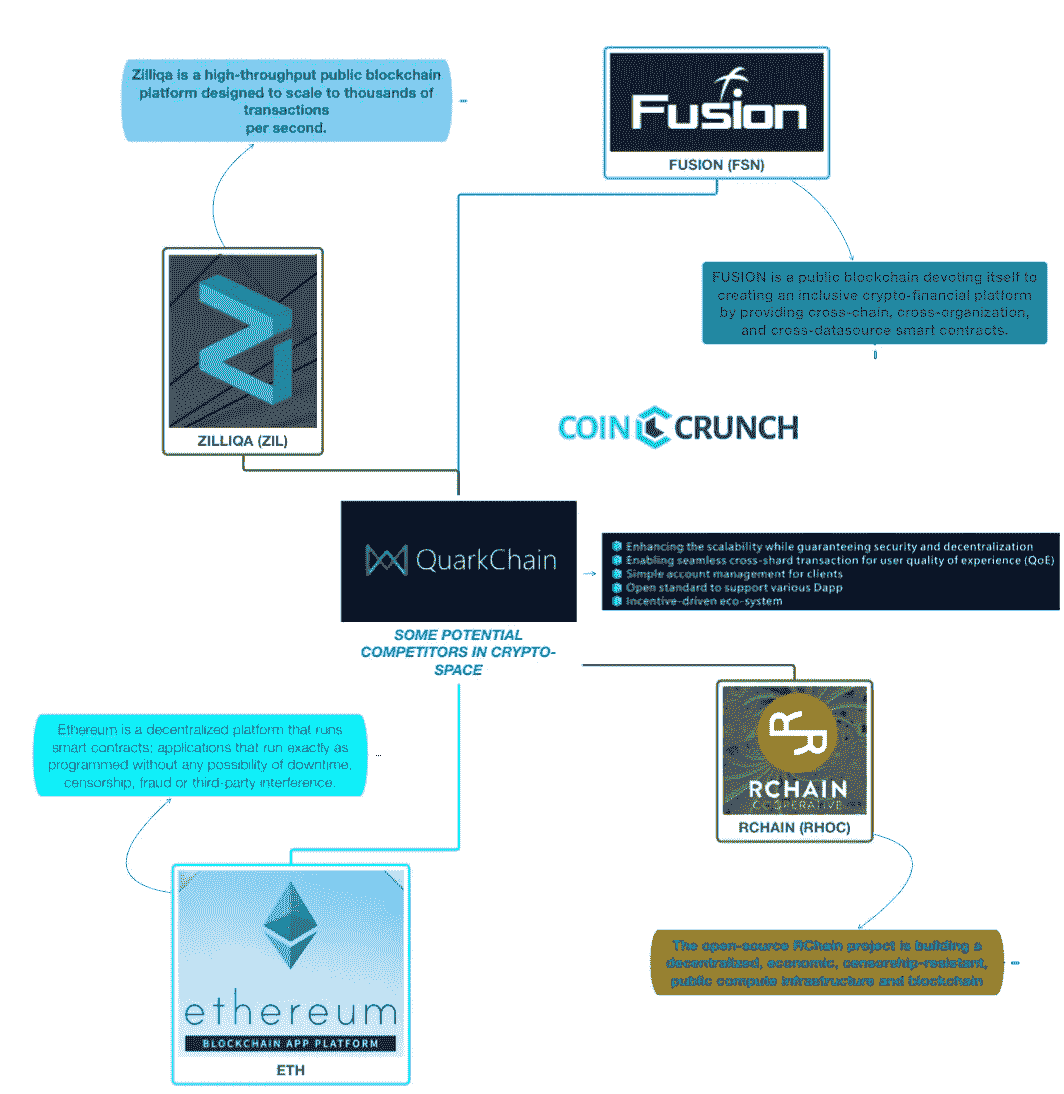 Zilliqa is a high-throughput public blockchain
platform designed to scale to thousands of
transactions
per second.
Fusion
FUSION (FSN)
FUSION is a public blockchain devoting itself to
creating an inclusive crypto-financial platform
by providing cross-chain, cross-organization,
and cross-datasource smart contracts.
ZILLIQA (ZIL)
COIN CRUNCH
QuarkChain
Enhancing the scalability while guaranteeing security and decentralization
Enabling seamless cross-shard transaction for user quality of experience (QoE)
Simple account management for clients
Open standard to support various Dapp
Incentive-driven eco-system
SOME POTENTIAL
COMPETITORS IN CRYPTO-
SPACE
Ethereum is a decentralized platform that runs
smart contracts: applications that run exactly as
programmed without any possibility of downtime,
censorship, fraud or third-party interference.
RCHAIN
COOPERATIVE
RCHAIN (RHOC)
The open-source RChain project is building a
decentralized, economic, censorship-resistant,
public compute infrastructure and blockchain
ethereum
BLOCKCHAIN APP PLATFORM
ETH